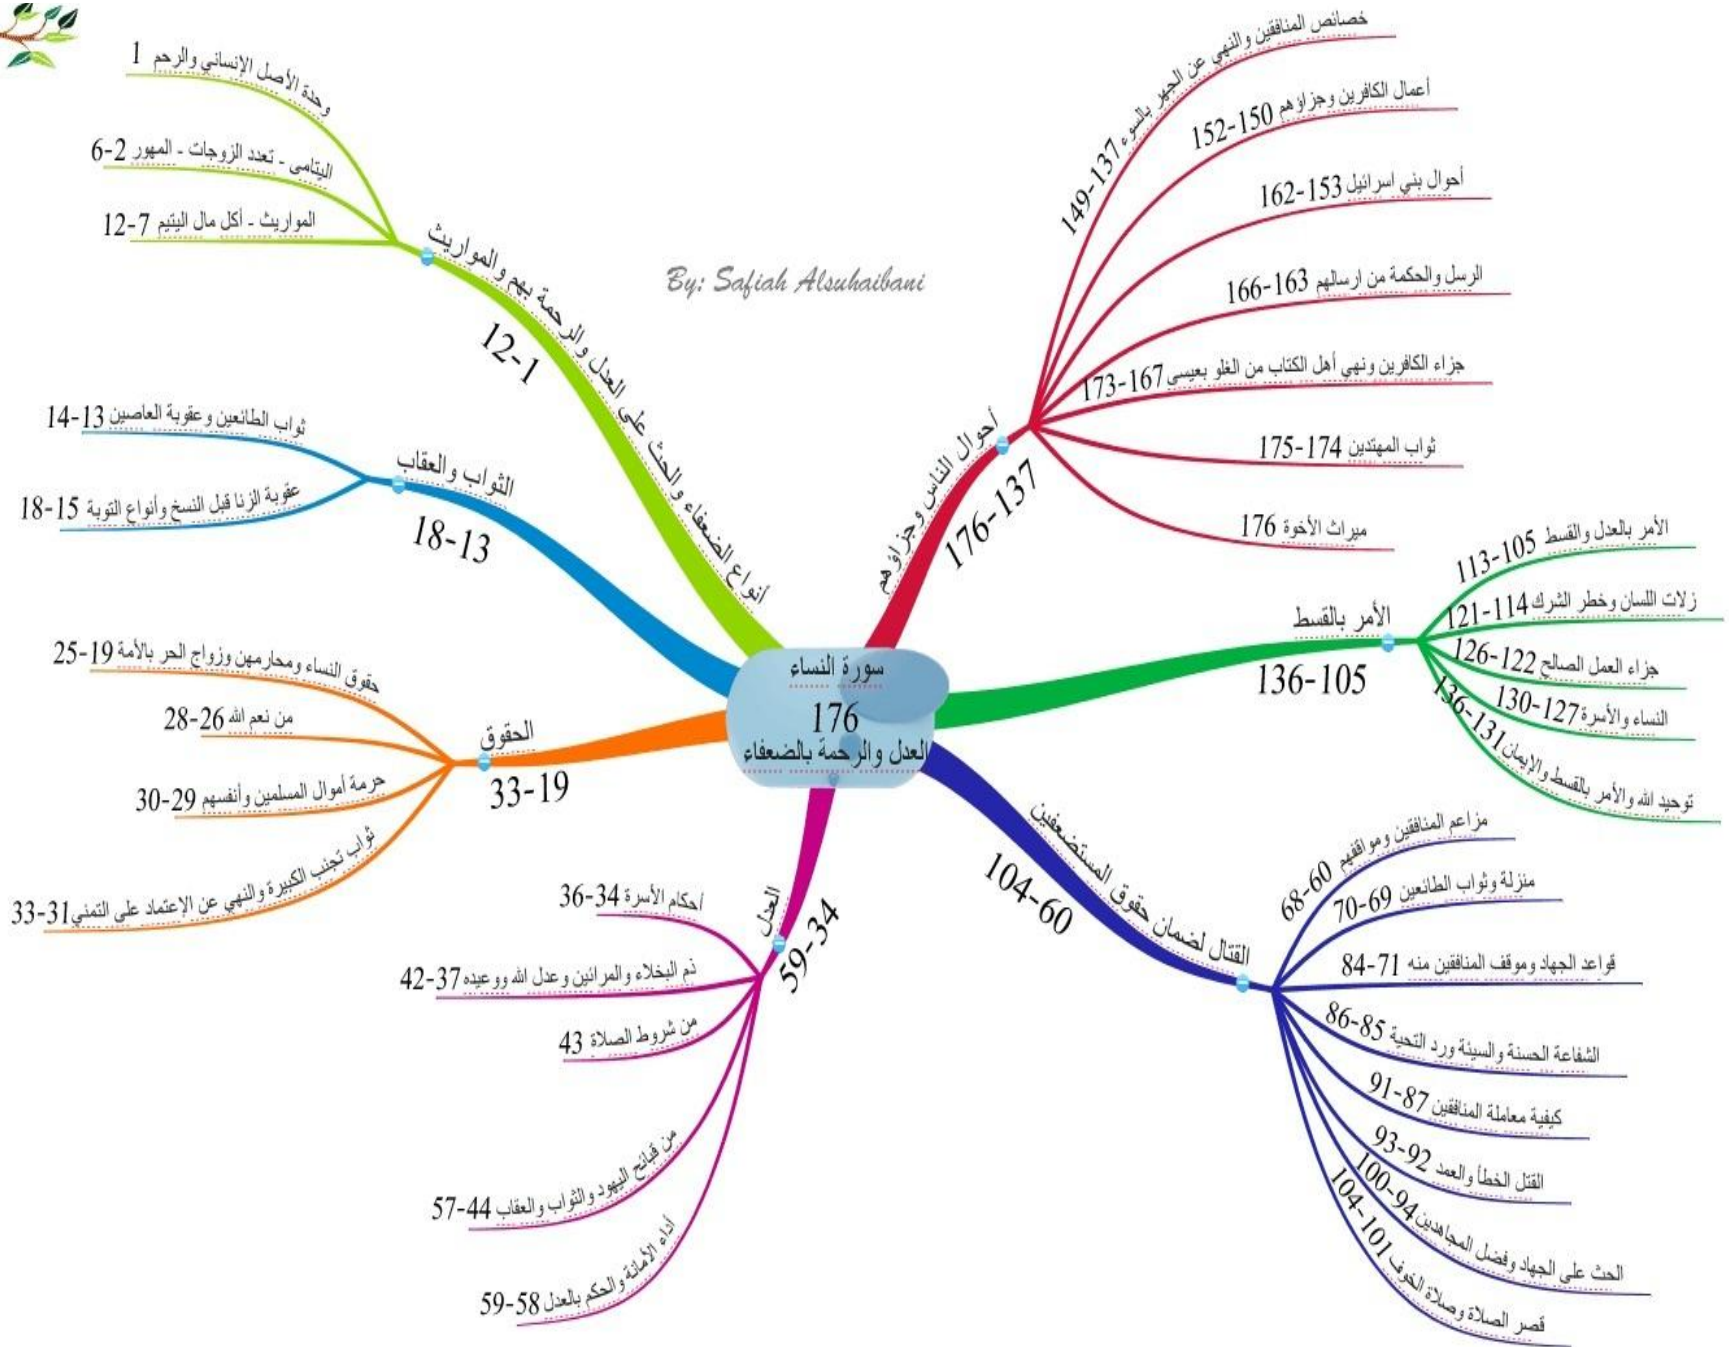 سورة النساء
176
العدل والرحمة بالضعفاء
By: Safiah Alsuhaibani
أنواع الضعفاء والحث على العدل والرحمة بهم والمواريث
12-1
وحدة الأصل الإنساني والرحم 1
اليتامى - تعدد الزوجات - المهور 2-6
المواريث - أكل مال اليتيم 7-12
الثواب والعقاب
18-13
ثواب الطائعين وعقوبة العاصين 13-14
عقوبة الزنا قبل النسخ وأنواع التوبة 15-18
الحقوق
33-19
حقوق النساء ومحارمهن وزواج الحر بالأمة 19-25
من نعم الله 26-28
حرمة أموال المسلمين وأنفسهم 29-30
ثواب تجنب الكبيرة والنهي عن الإعتماد على التمني 31-33
العدل
59-34
أحكام الأسرة 34-36
ذم البخلاء والمرائين وعدل الله ووعيده 37-42
من شروط الصلاة 43
من قبائح اليهود والثواب والعقاب 44-57
أداء الأمانة والحكم بالعدل 58-59
القتال لضمان حقوق المستضعفين
104-60
مزاعم المنافقين ومواقفهم 60-68
منزلة وثواب الطائعين 69-70
قواعد الجهاد وموقف المنافقين منه 71-84
الشفاعة الحسنة والسيئة ورد التحية 85-86
كيفية معاملة المنافقين 87-91
القتل الخطأ والعمد 92-93
الحث على الجهاد وفضل المجاهدين 94-100
قصر الصلاة وصلاة الخوف 101-104
الأمر بالقسط
136-105
الأمر بالعدل والقسط 105-113
زلات اللسان وخطر الشرك 114-121
جزاء العمل الصالح 122-126
النساء والأسرة 127-130
توحيد الله والأمر بالقسط والإيمان 131-136
أحوال الناس وجزاؤهم
176-137
خصائص المنافقين والنهي عن الجهر بالسوء 137-149
أعمال الكافرين وجزاؤهم 150-152
أحوال بني اسرائيل 153-162
الرسل والحكمة من ارسالهم 163-166
جزاء الكافرين ونهي أهل الكتاب من الغلو بعيسى 167-173
ثواب المهتدين 174-175
ميراث الأخوة 176